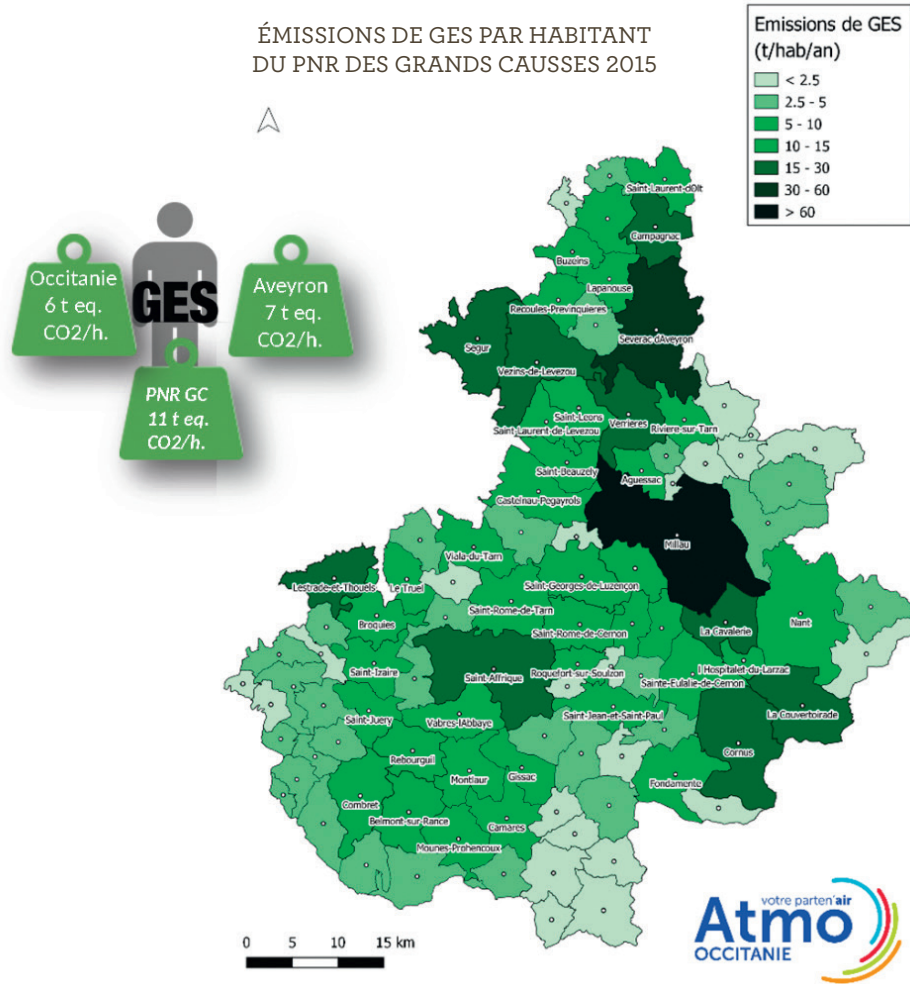 ÉMISSIONS DE GES PAR HABITANT
DU PNR DES GRANDS CAUSSES 2015
Emissions de GES
(t/hab/an)
< 2.5
2.5 - 5
5 - 10
10 - 15
15 - 30
30 - 60
> 60
Occitanie
6 t eq.
CO2/h.
GES
Aveyron
7 t eq.
CO2/h.
PNR GC
11 t eq.
CO2/h.
Saint-Laurent-dOlt
Campagnac
Buzeins
Lapanouse
Recoules-Previnquieres
Severac dAveyron
Segur
Vezins-de-Levezou
Saint-Leons
Verrières
Riviere-sur-Tarn
Saint-Laurent-de-Levezou
Saint-Beauzely
Aguessac
Castelnau-Pegayrols
Millau
Viala-du-Tarn
Lestrade-et-Thouels
Le Truel
Saint-Georges-de-Luzençon
Saint-Rome-de-Tarn
Broquies
Saint-Rome-de-Cernon
La Cavalerie
Nant
Saint-Izaire
Saint-Affrique
Roquefort-sur-Soulzon
l Hospitalet-du-Larzac
Sainte-Eulalie-de-Cernon
Saint-Juery
Vabres-lAbbaye
Saint-Jean-et-Saint-Paul
La Couvertoirade
Rebourguil
Cornus
Montlaur
Gissac
Fondamente
Combret
Belmont-sur-Rance
Camares
Mounes-Prohencoux
0 5 10 15 km
votre parten'air
Atmo
OCCITANIE